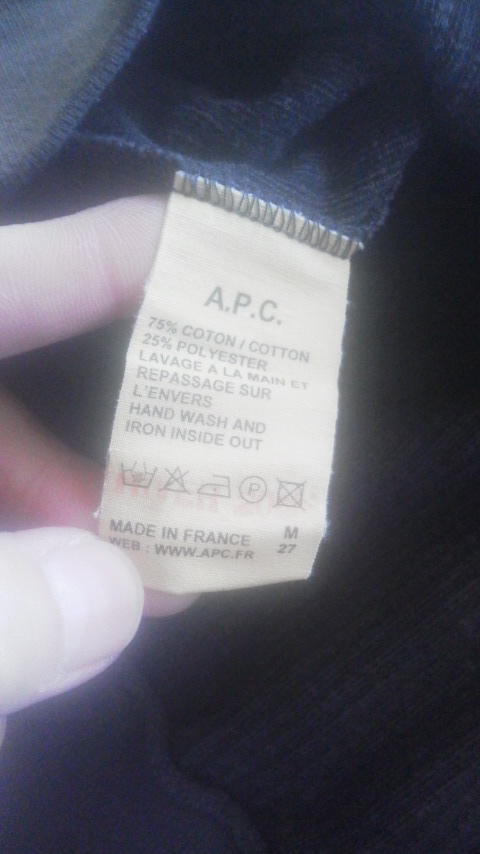 A.P.C.
75% COTON / COTTON
25% POLYESTER
LAVAGE A LA MAIN ET
REPASSAGE SUR
L'ENVERS
HAND WASH AND
IRON INSIDE OUT
P
MADE IN FRANCE M
WEB : WWW.APC.FR 27